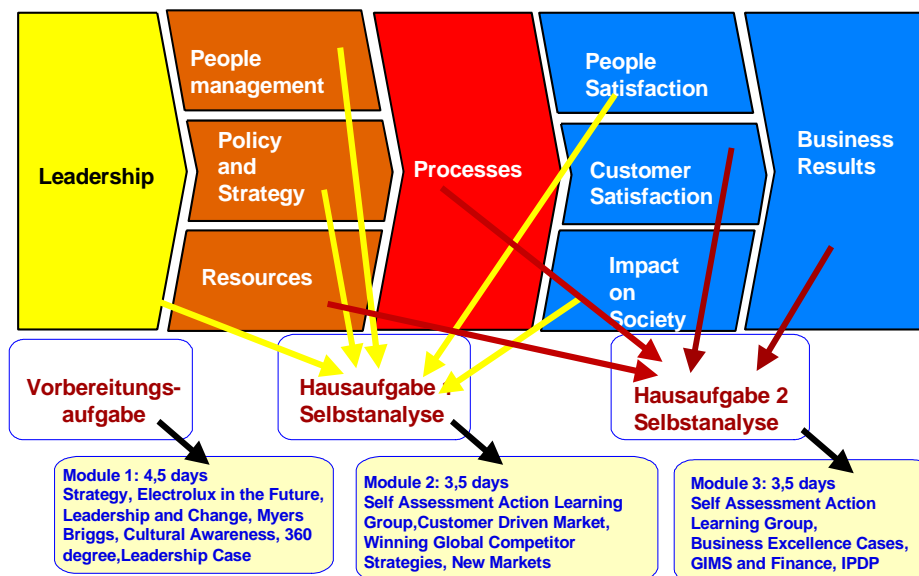 Leadership
People
management
Policy
and
Strategy
Resources
Processes
People
Satisfaction
Customer
Satisfaction
Impact
on
Society
Business
Results
Vorbereitungs-
aufgabe
Hausaufgabe 1
Selbstanalyse
Hausaufgabe 2
Selbstanalyse
Module 1: 4,5 days
Strategy, Electrolux in the Future,
Leadership and Change, Myers
Briggs, Cultural Awareness, 360
degree,Leadership Case
Module 2: 3,5 days
Self Assessment Action Learning
Group,Customer Driven Market,
Winning Global Competitor
Strategies, New Markets
Module 3: 3,5 days
Self Assessment Action
Learning Group,
Business Excellence Cases,
GIMS and Finance, IPDP